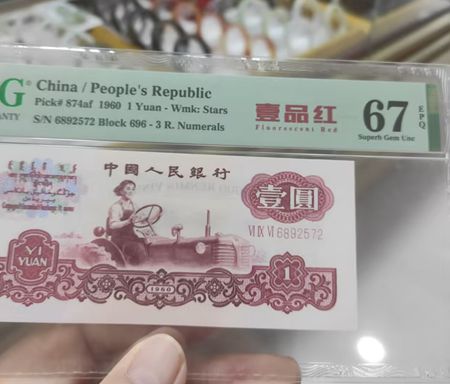 G
China / People's Republic
ANTY
Pick# 874af 1960 1 Yuan - Wmk: Stars
S/N 6892572 Block 696 - 3 R. Numerals
壹品红
Fluorescent Red
67
EPQ
Superb Gem Unc
中國人民銀行
壹圓
VI IX VI 6892572
YI
YUAN
1960
1